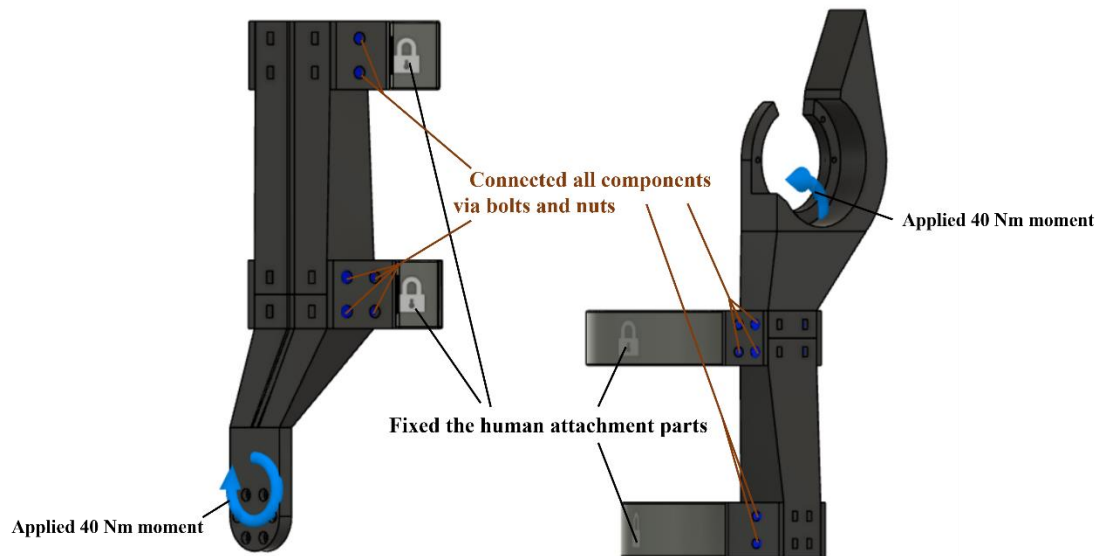 Connected all components
via bolts and nuts
Applied 40 Nm moment
Fixed the human attachment parts
Applied 40 Nm moment